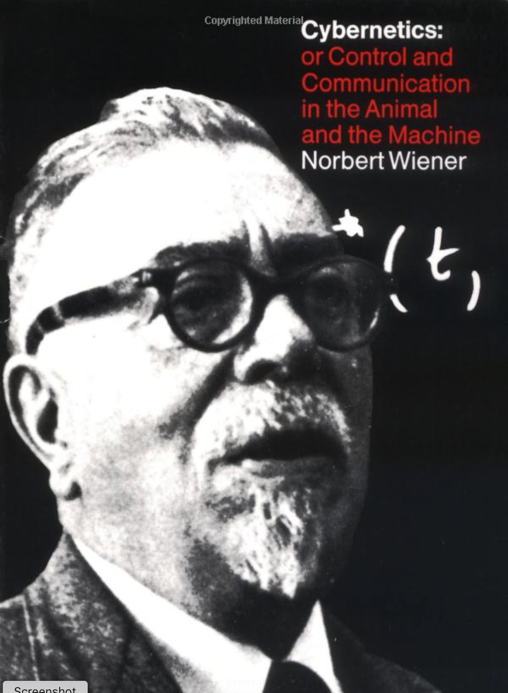 Copyrighted Material
Cybernetics:
or Control and
Communication
in the Animal
and the Machine
Norbert Wiener
* (t,
Screenshot